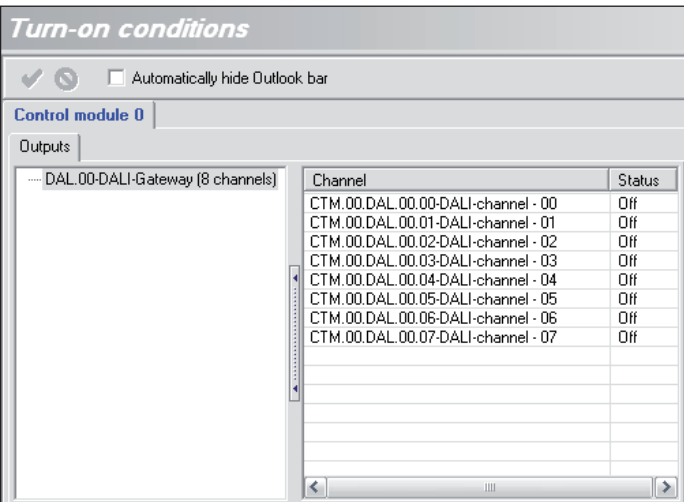 Turn-on conditions
Automatically hide Outlook bar
Control module 0
Outputs
DAL.00-DALI-Gateway (8 channels)
Channel Status
CTM.00.DAL.00.00-DALI-channel - 00 Off
CTM.00.DAL.00.01-DALI-channel - 01 Off
CTM.00.DAL.00.02-DALI-channel - 02 Off
CTM.00.DAL.00.03-DALI-channel - 03 Off
CTM.00.DAL.00.04-DALI-channel - 04 Off
CTM.00.DAL.00.05-DALI-channel - 05 Off
CTM.00.DAL.00.06-DALI-channel - 06 Off
CTM.00.DAL.00.07-DALI-channel - 07 Off